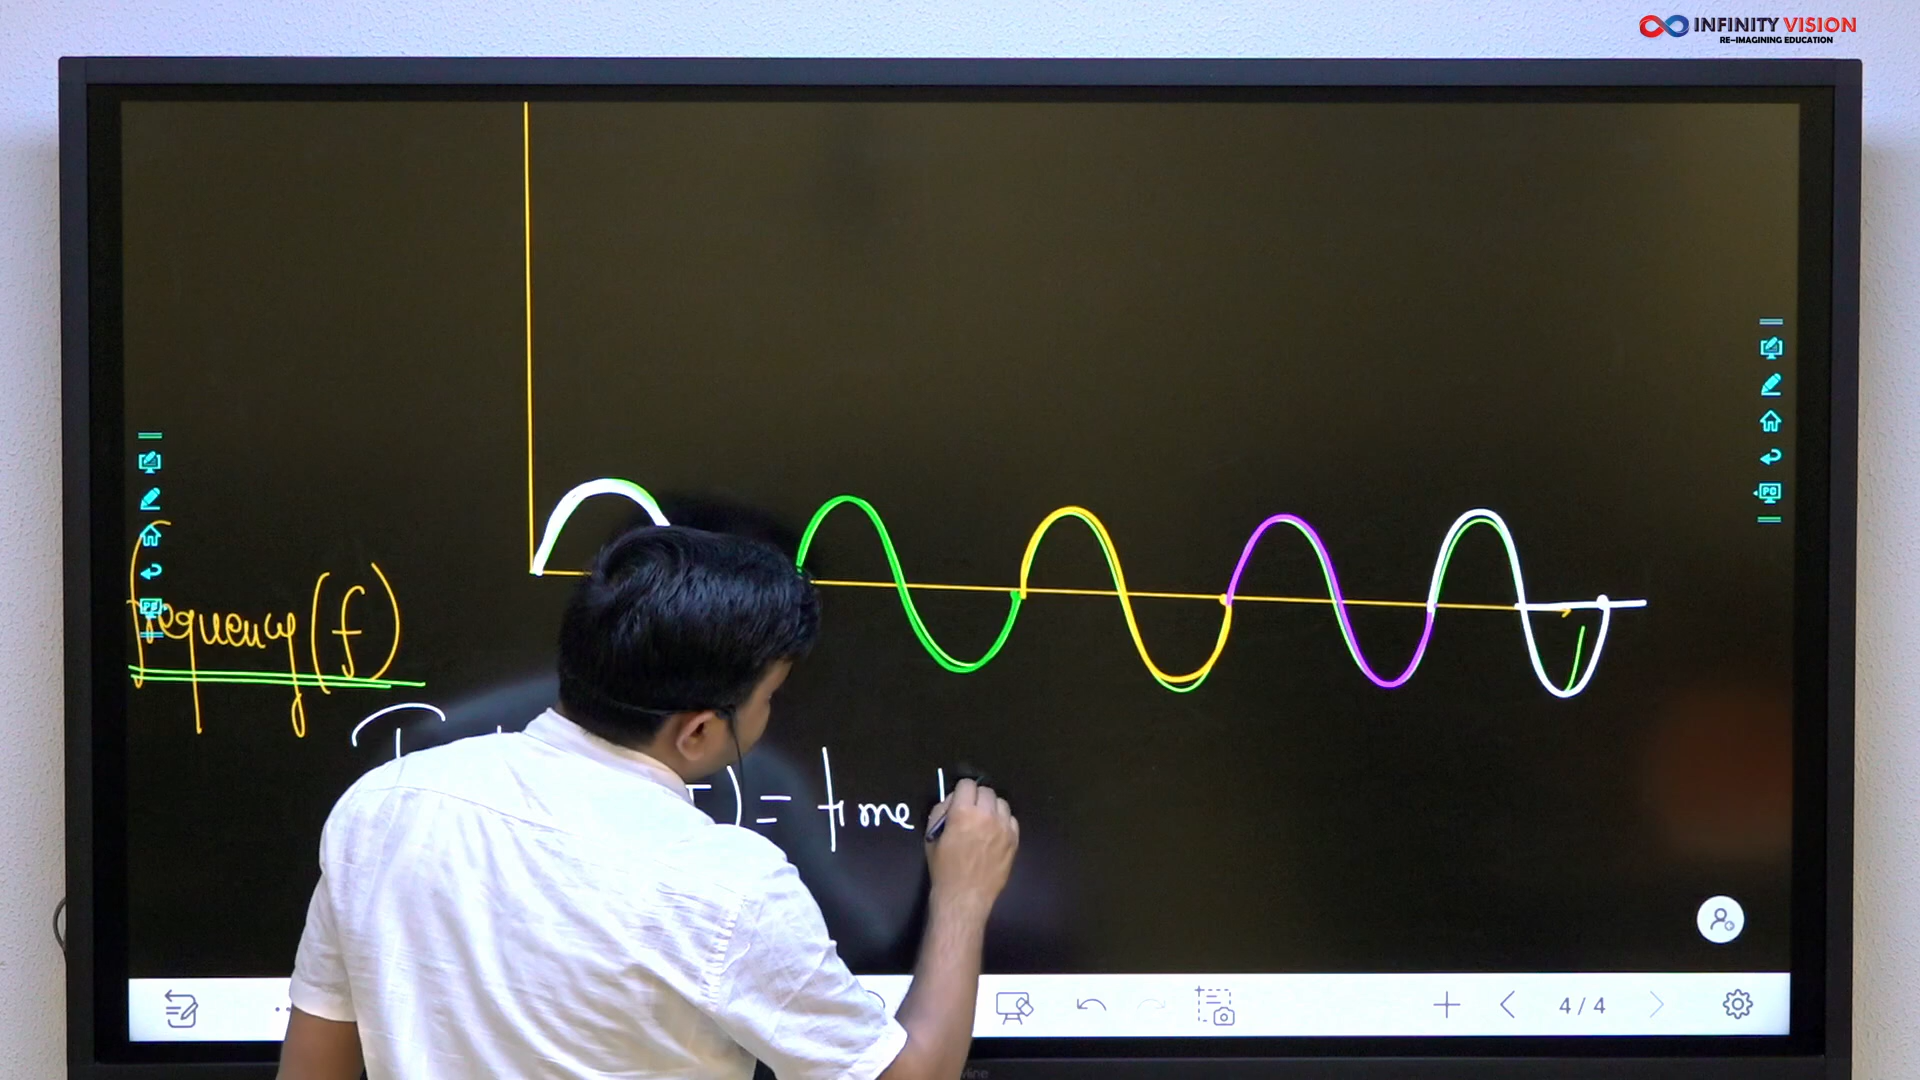 INFINITY VISION
RE-IMAGINING EDUCATION
frequency (f)
) = time
4/4